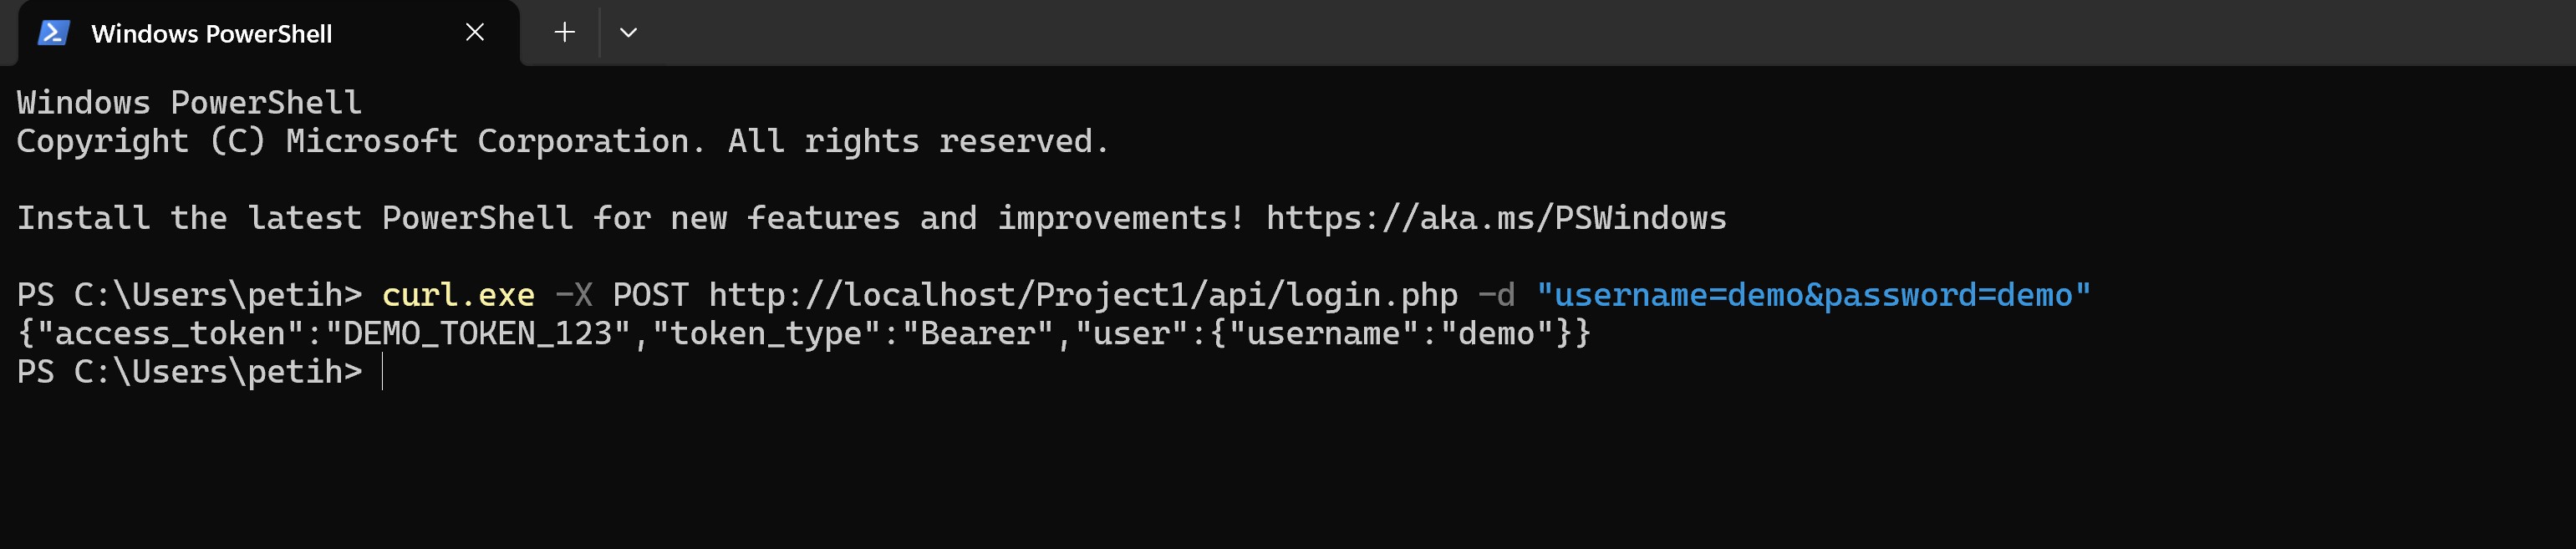 Windows PowerShell
Windows PowerShell
Copyright (C) Microsoft Corporation. All rights reserved.
Install the latest PowerShell for new features and improvements! https://aka.ms/PSWindows
PS C:\Users\petih> curl.exe -X POST http://localhost/Project1/api/login.php -d "username=demo&password=demo"
{"access_token":"DEMO_TOKEN_123","token_type":"Bearer","user":{"username":"demo"}}
PS C:\Users\petih>